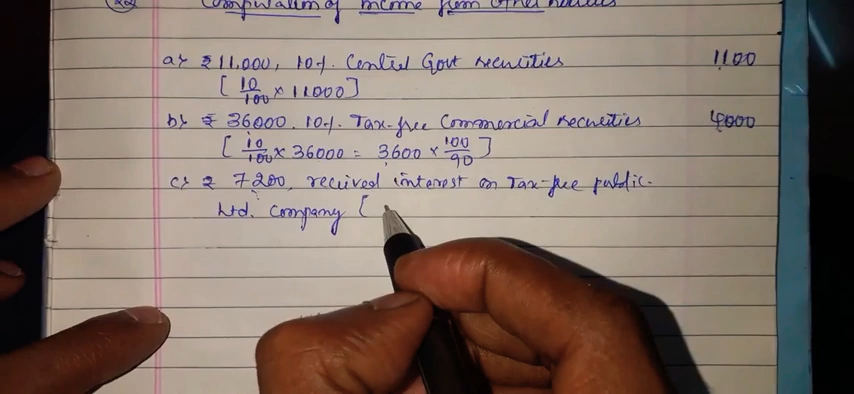 22 Computation of Income from other sources
a> ₹ 11,000, 10%. Central Govt securities 1100
[ 10/100 × 11000 ]
b> ₹ 36000. 10%. Tax-free Commercial securities 4000
[ 10/100 × 36000 = 3600 × 100/90 ]
c> ₹ 7200, received interest on Tax-free public.
Ltd. Company [